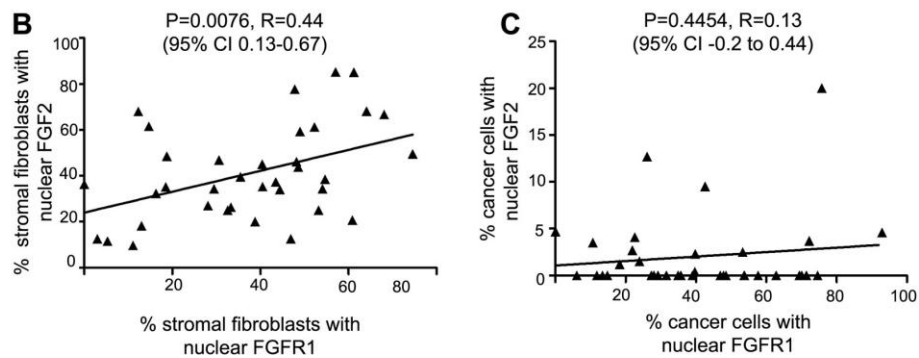 B
P=0.0076, R=0.44
(95% CI 0.13-0.67)
% stromal fibroblasts with
nuclear FGF2
100
80
60
40
20
0
0
20
40
60
80
% stromal fibroblasts with
nuclear FGFR1
C
P=0.4454, R=0.13
(95% CI -0.2 to 0.44)
% cancer cells with
nuclear FGF2
25
20
15
10
5
0
20
40
60
80
100
% cancer cells with
nuclear FGFR1